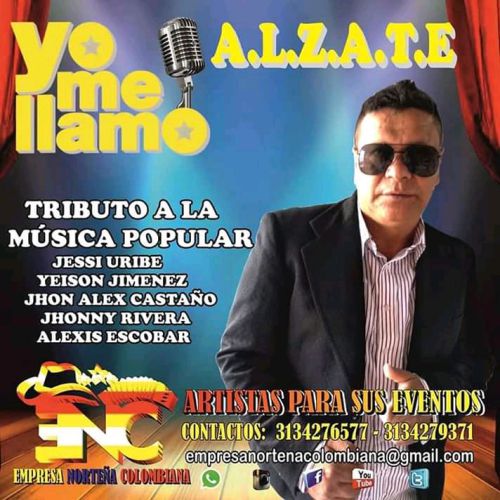 yo
me
llamo
A.L.Z.A.T.E
TRIBUTO A LA
MÚSICA POPULAR
JESSI URIBE
YEISON JIMENEZ
JHON ALEX CASTAÑO
JHONNY RIVERA
ALEXIS ESCOBAR
ENC
EMPRESA NORTEÑA COLOMBIANA
ARTISTAS PARA SUS EVENTOS
CONTACTOS: 3134276577 - 3134279371
empresanortenacolombiana@gmail.com
You
Tube